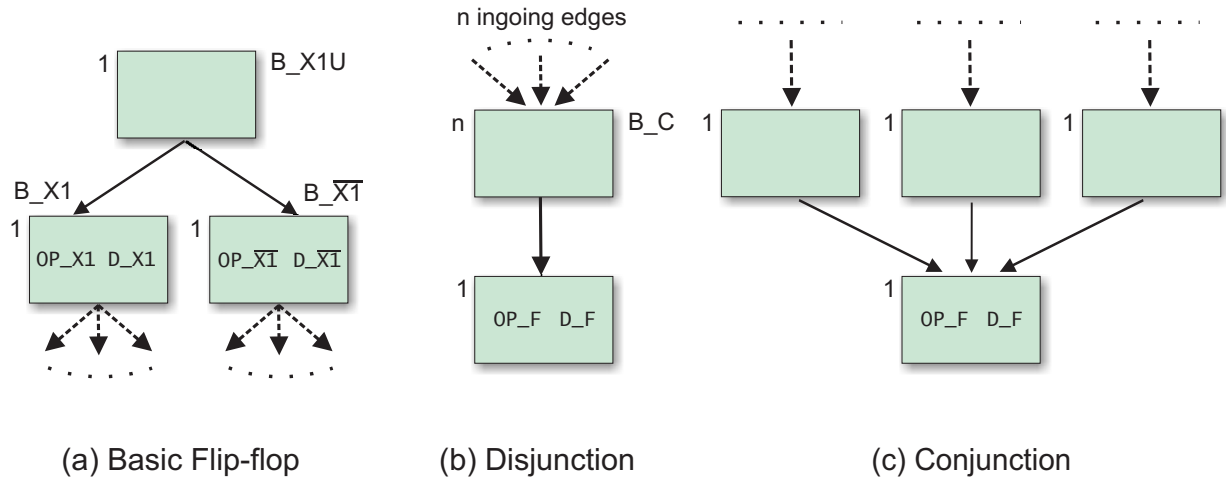 n ingoing edges
1
B_X1U
n
B_C
1
1
1
B_X1
B_X̅1̅
1
OP_X1 D_X1
1
OP_X̅1̅ D_X̅1̅
1
OP_F D_F
1
OP_F D_F
(a) Basic Flip-flop
(b) Disjunction
(c) Conjunction